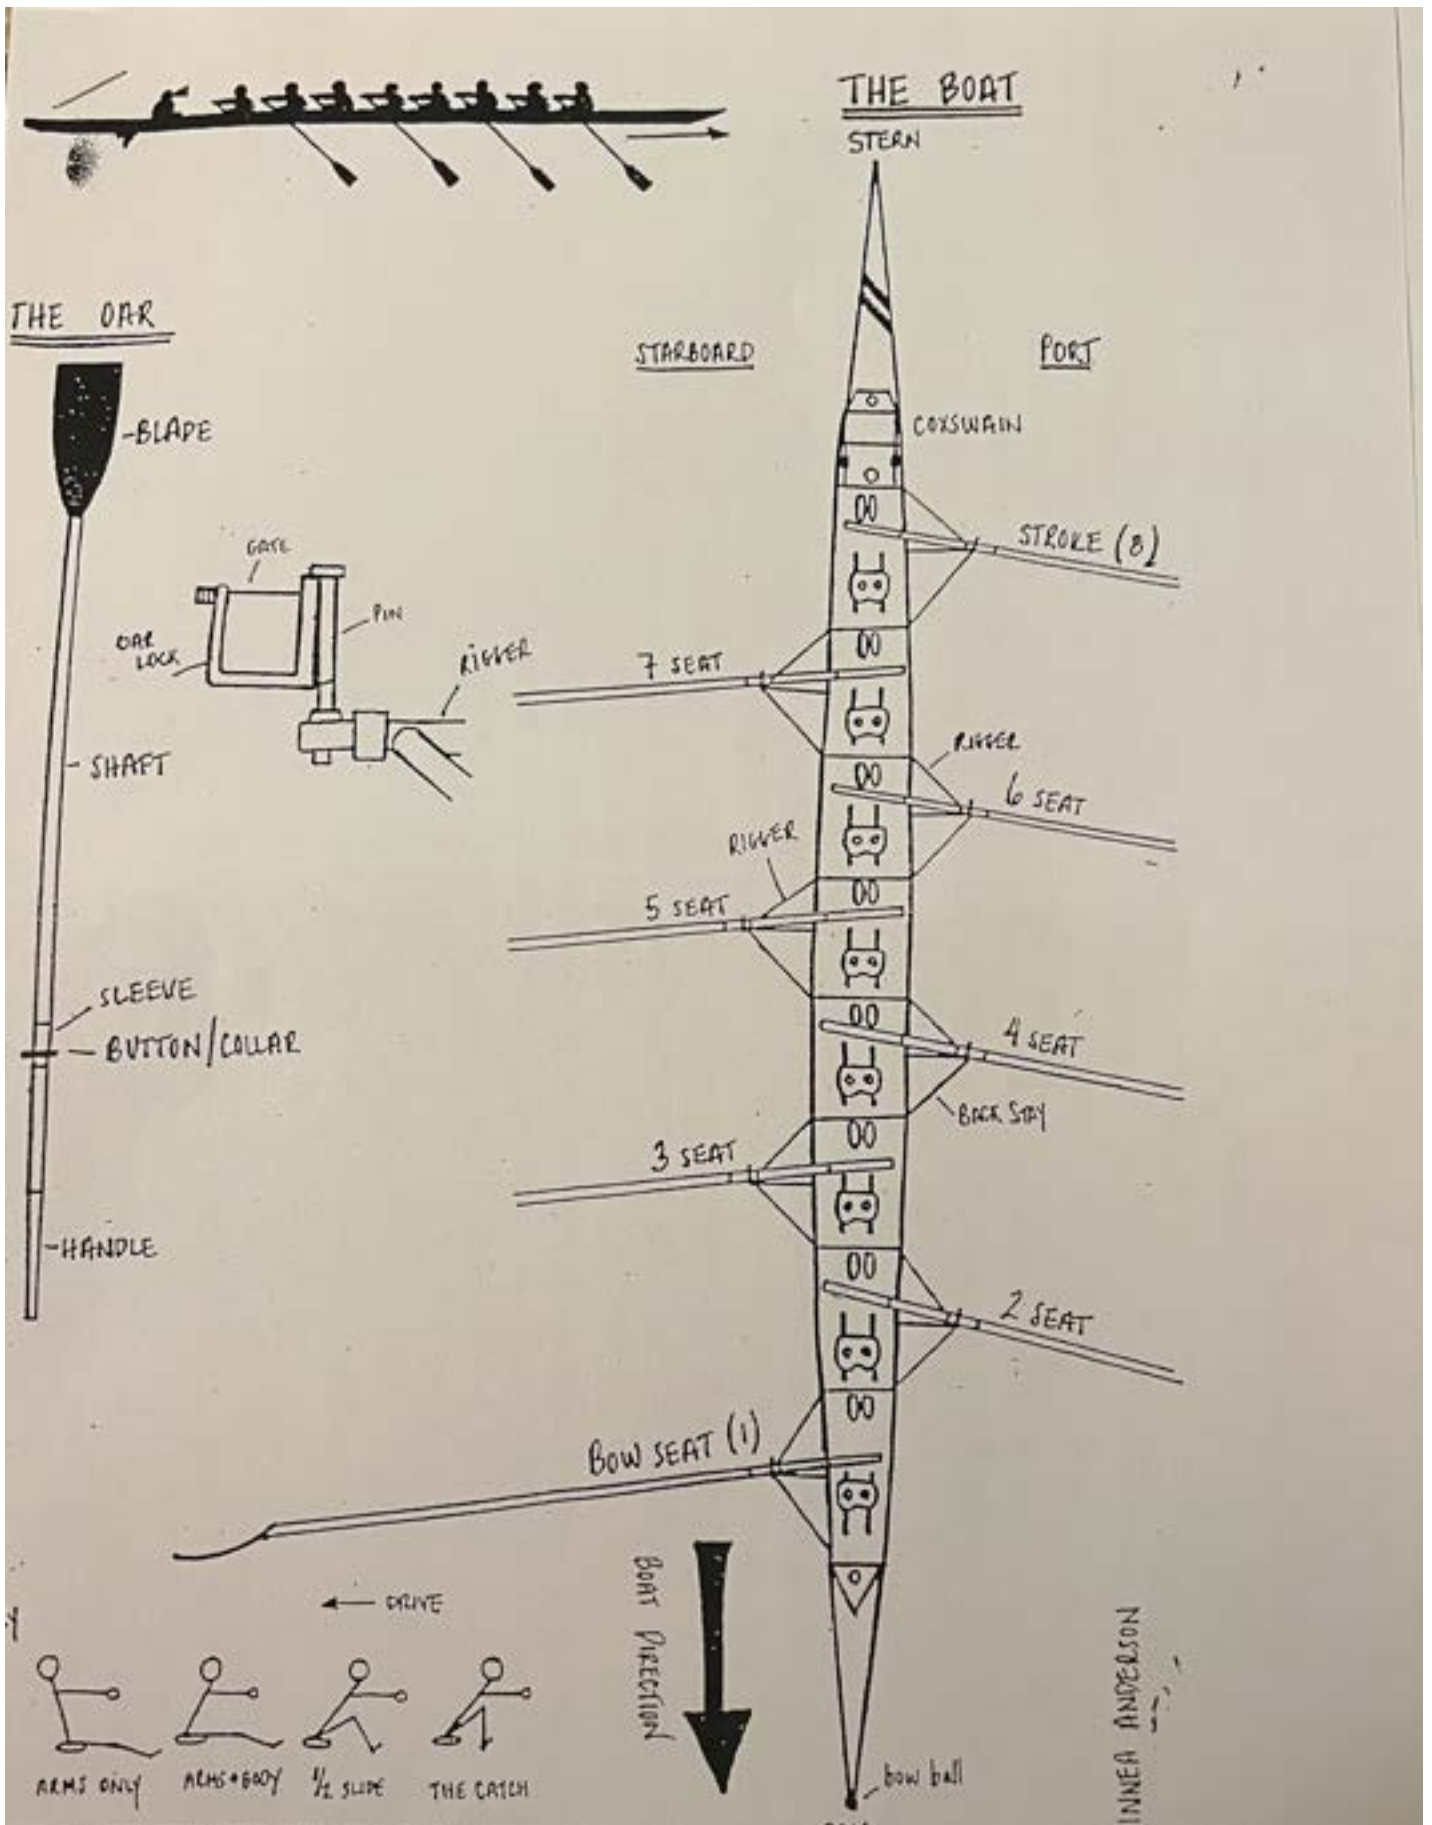 THE BOAT
STERN
THE OAR
STARBOARD
PORT
BLADE
COXSWAIN
GATE
STROKE (8)
PIN
OAR
LOCK
RIGGER
7 SEAT
SHAFT
RIGGER
6 SEAT
RIGGER
5 SEAT
SLEEVE
BUTTON/COLLAR
4 SEAT
BACK STAY
3 SEAT
HANDLE
2 SEAT
BOW SEAT (1)
DRIVE
BOAT DIRECTION
ARMS ONLY
ARMS+BODY
1/2 SLIDE
THE CATCH
bow ball
INNEA ANDERSON